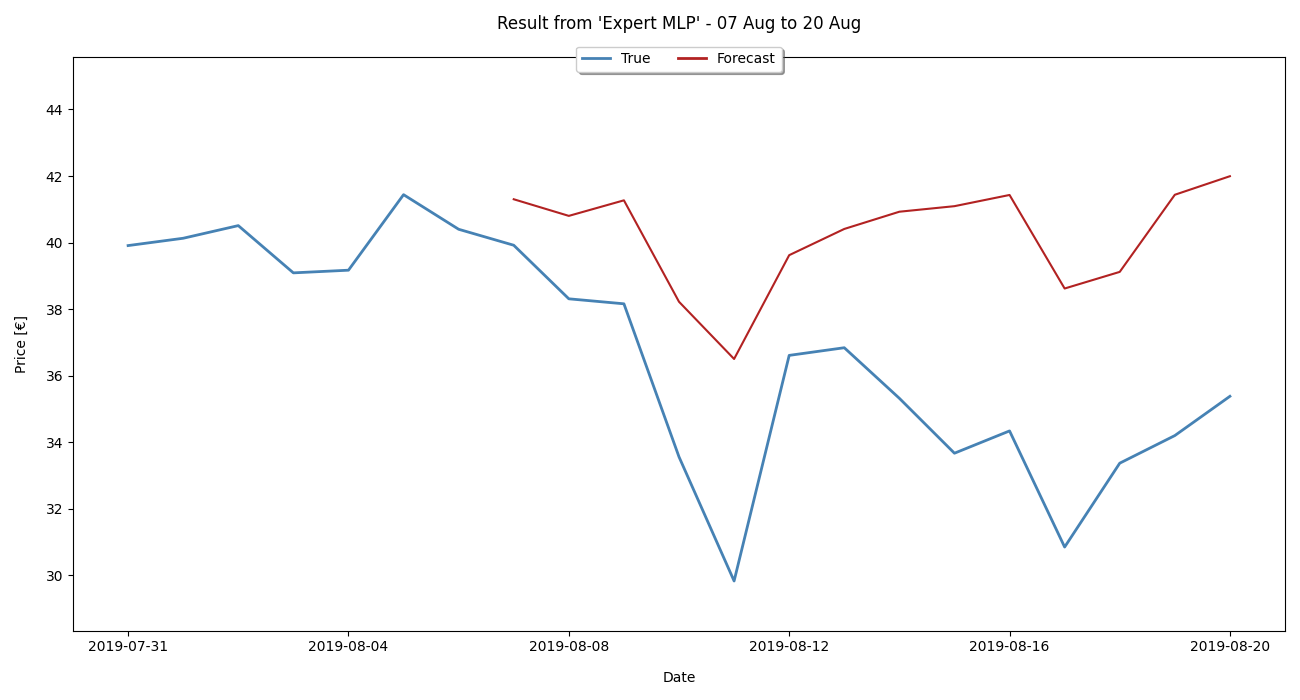 Result from 'Expert MLP' - 07 Aug to 20 Aug
True
Forecast
44
42
40
38
36
34
32
30
Price [€]
2019-07-31
2019-08-04
2019-08-08
2019-08-12
2019-08-16
2019-08-20
Date